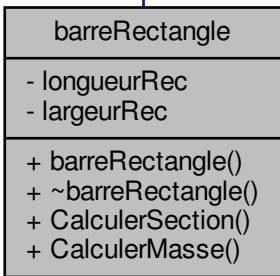 barreRectangle
- longueurRec
- largeurRec
+ barreRectangle()
+ ~barreRectangle()
+ CalculerSection()
+ CalculerMasse()